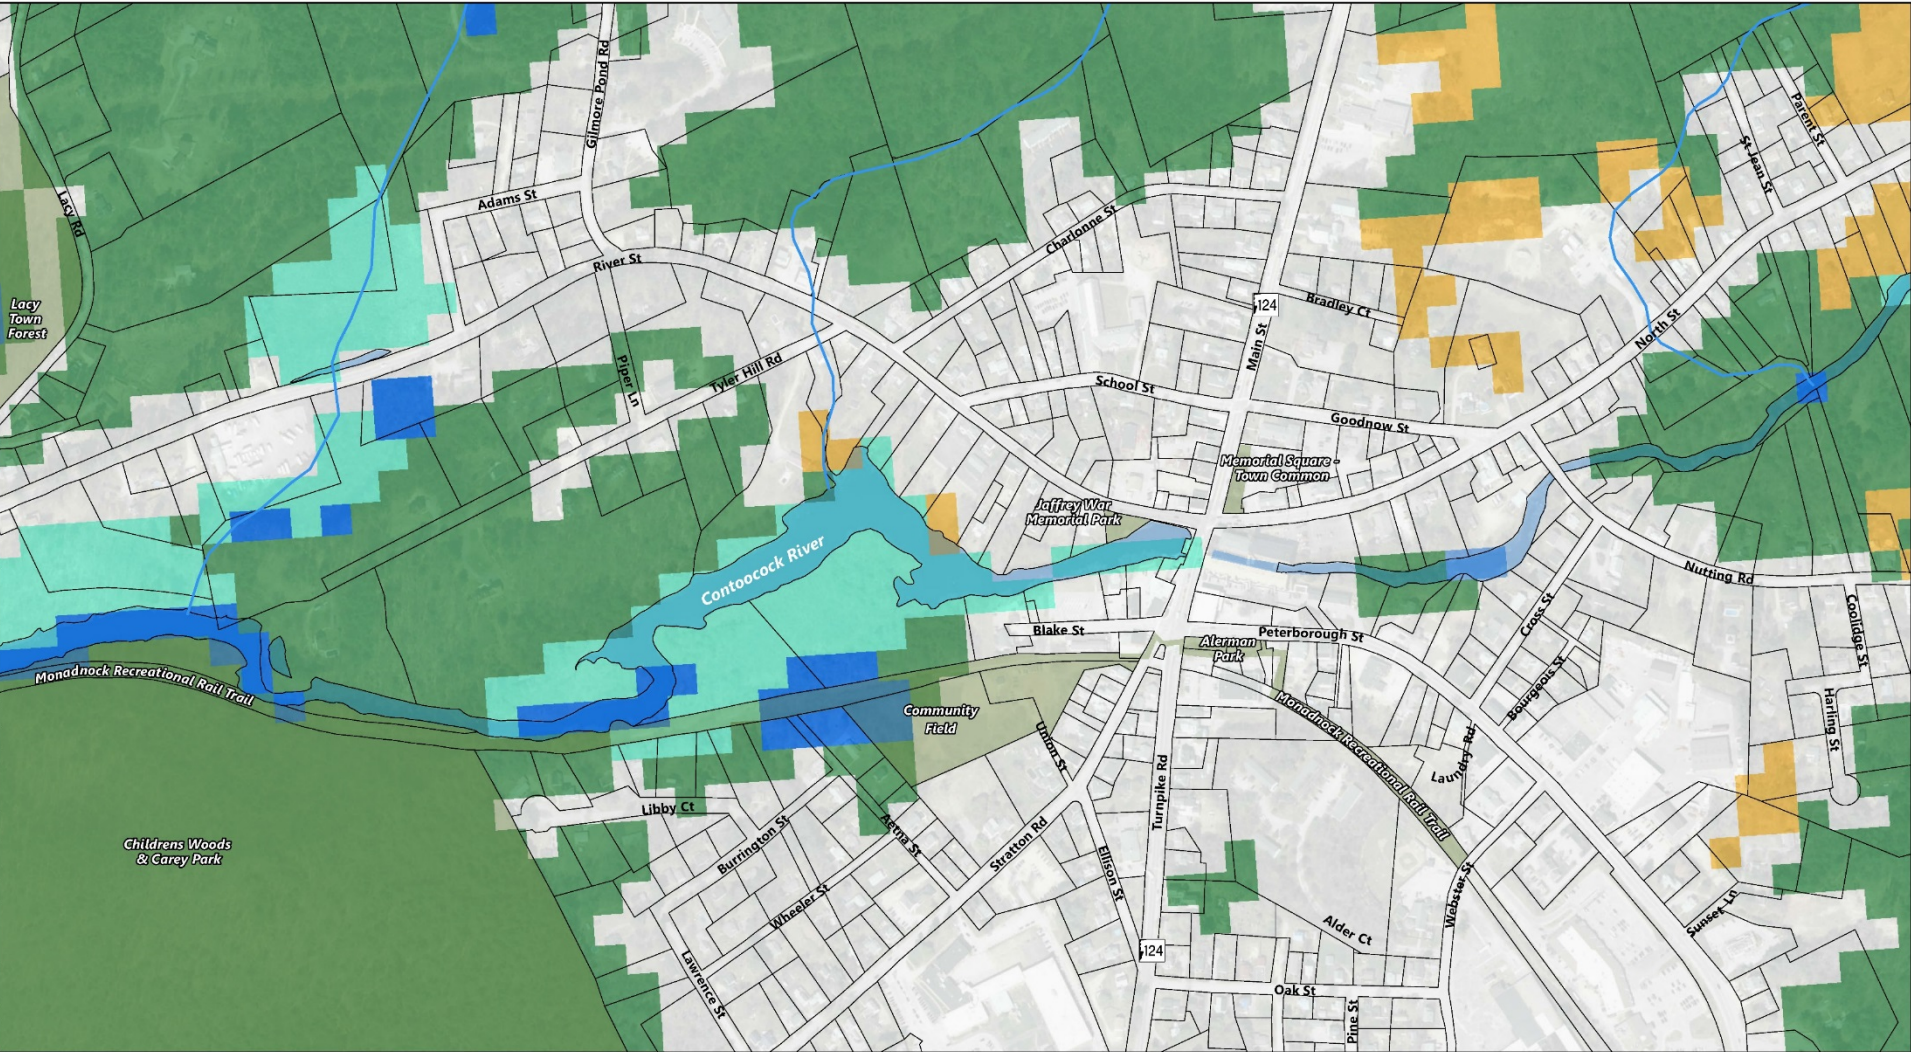 Gilmore Pond Rd
Parent St
St Jean St
Lacy Rd
Adams St
Charlonne St
River St
Lacy
Town
Forest
124
Bradley Ct
North St
Main St
Piper Ln
Tyler Hill Rd
School St
Goodnow St
Memorial Square -
Town Common
Jaffrey War
Memorial Park
Contoocock River
Nutting Rd
Blake St
Alerman
Park
Peterborough St
Cross St
Coolidge St
Monadnock Recreational Rail Trail
Bourgeois St
Community
Field
Union St
Monadnock Recreational Rail Trail
Harling St
Laundry Rd
Turnpike Rd
Libby Ct
Burrington St
Aetna St
Stratton Rd
Childrens Woods
& Carey Park
Ellison St
Webster St
Wheeler St
Sunset Ln
Alder Ct
124
Lawrence St
Oak St
Pine St